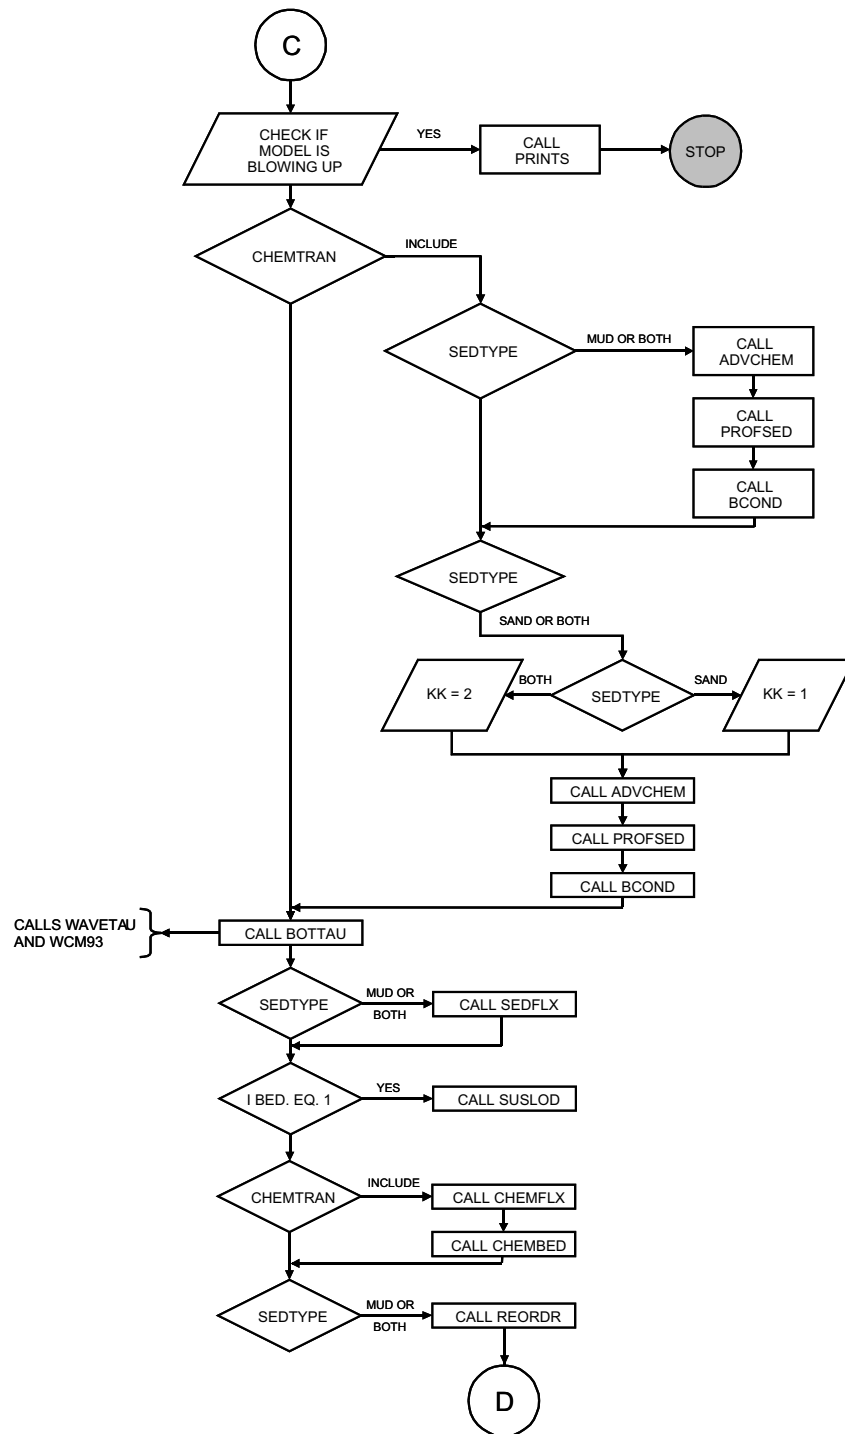 C
CHECK IF
MODEL IS
BLOWING UP
YES
CALL
PRINTS
STOP
CHEMTRAN
INCLUDE
SEDTYPE
MUD OR BOTH
CALL
ADVCHEM
CALL
PROFSED
CALL
BCOND
SEDTYPE
SAND OR BOTH
KK = 2
BOTH
SEDTYPE
SAND
KK = 1
CALL ADVCHEM
CALL PROFSED
CALL BCOND
CALLS WAVETAU
AND WCM93
CALL BOTTAU
SEDTYPE
MUD OR
BOTH
CALL SEDFLX
I BED. EQ. 1
YES
CALL SUSLOD
CHEMTRAN
INCLUDE
CALL CHEMFLX
CALL CHEMBED
SEDTYPE
MUD OR
BOTH
CALL REORDR
D